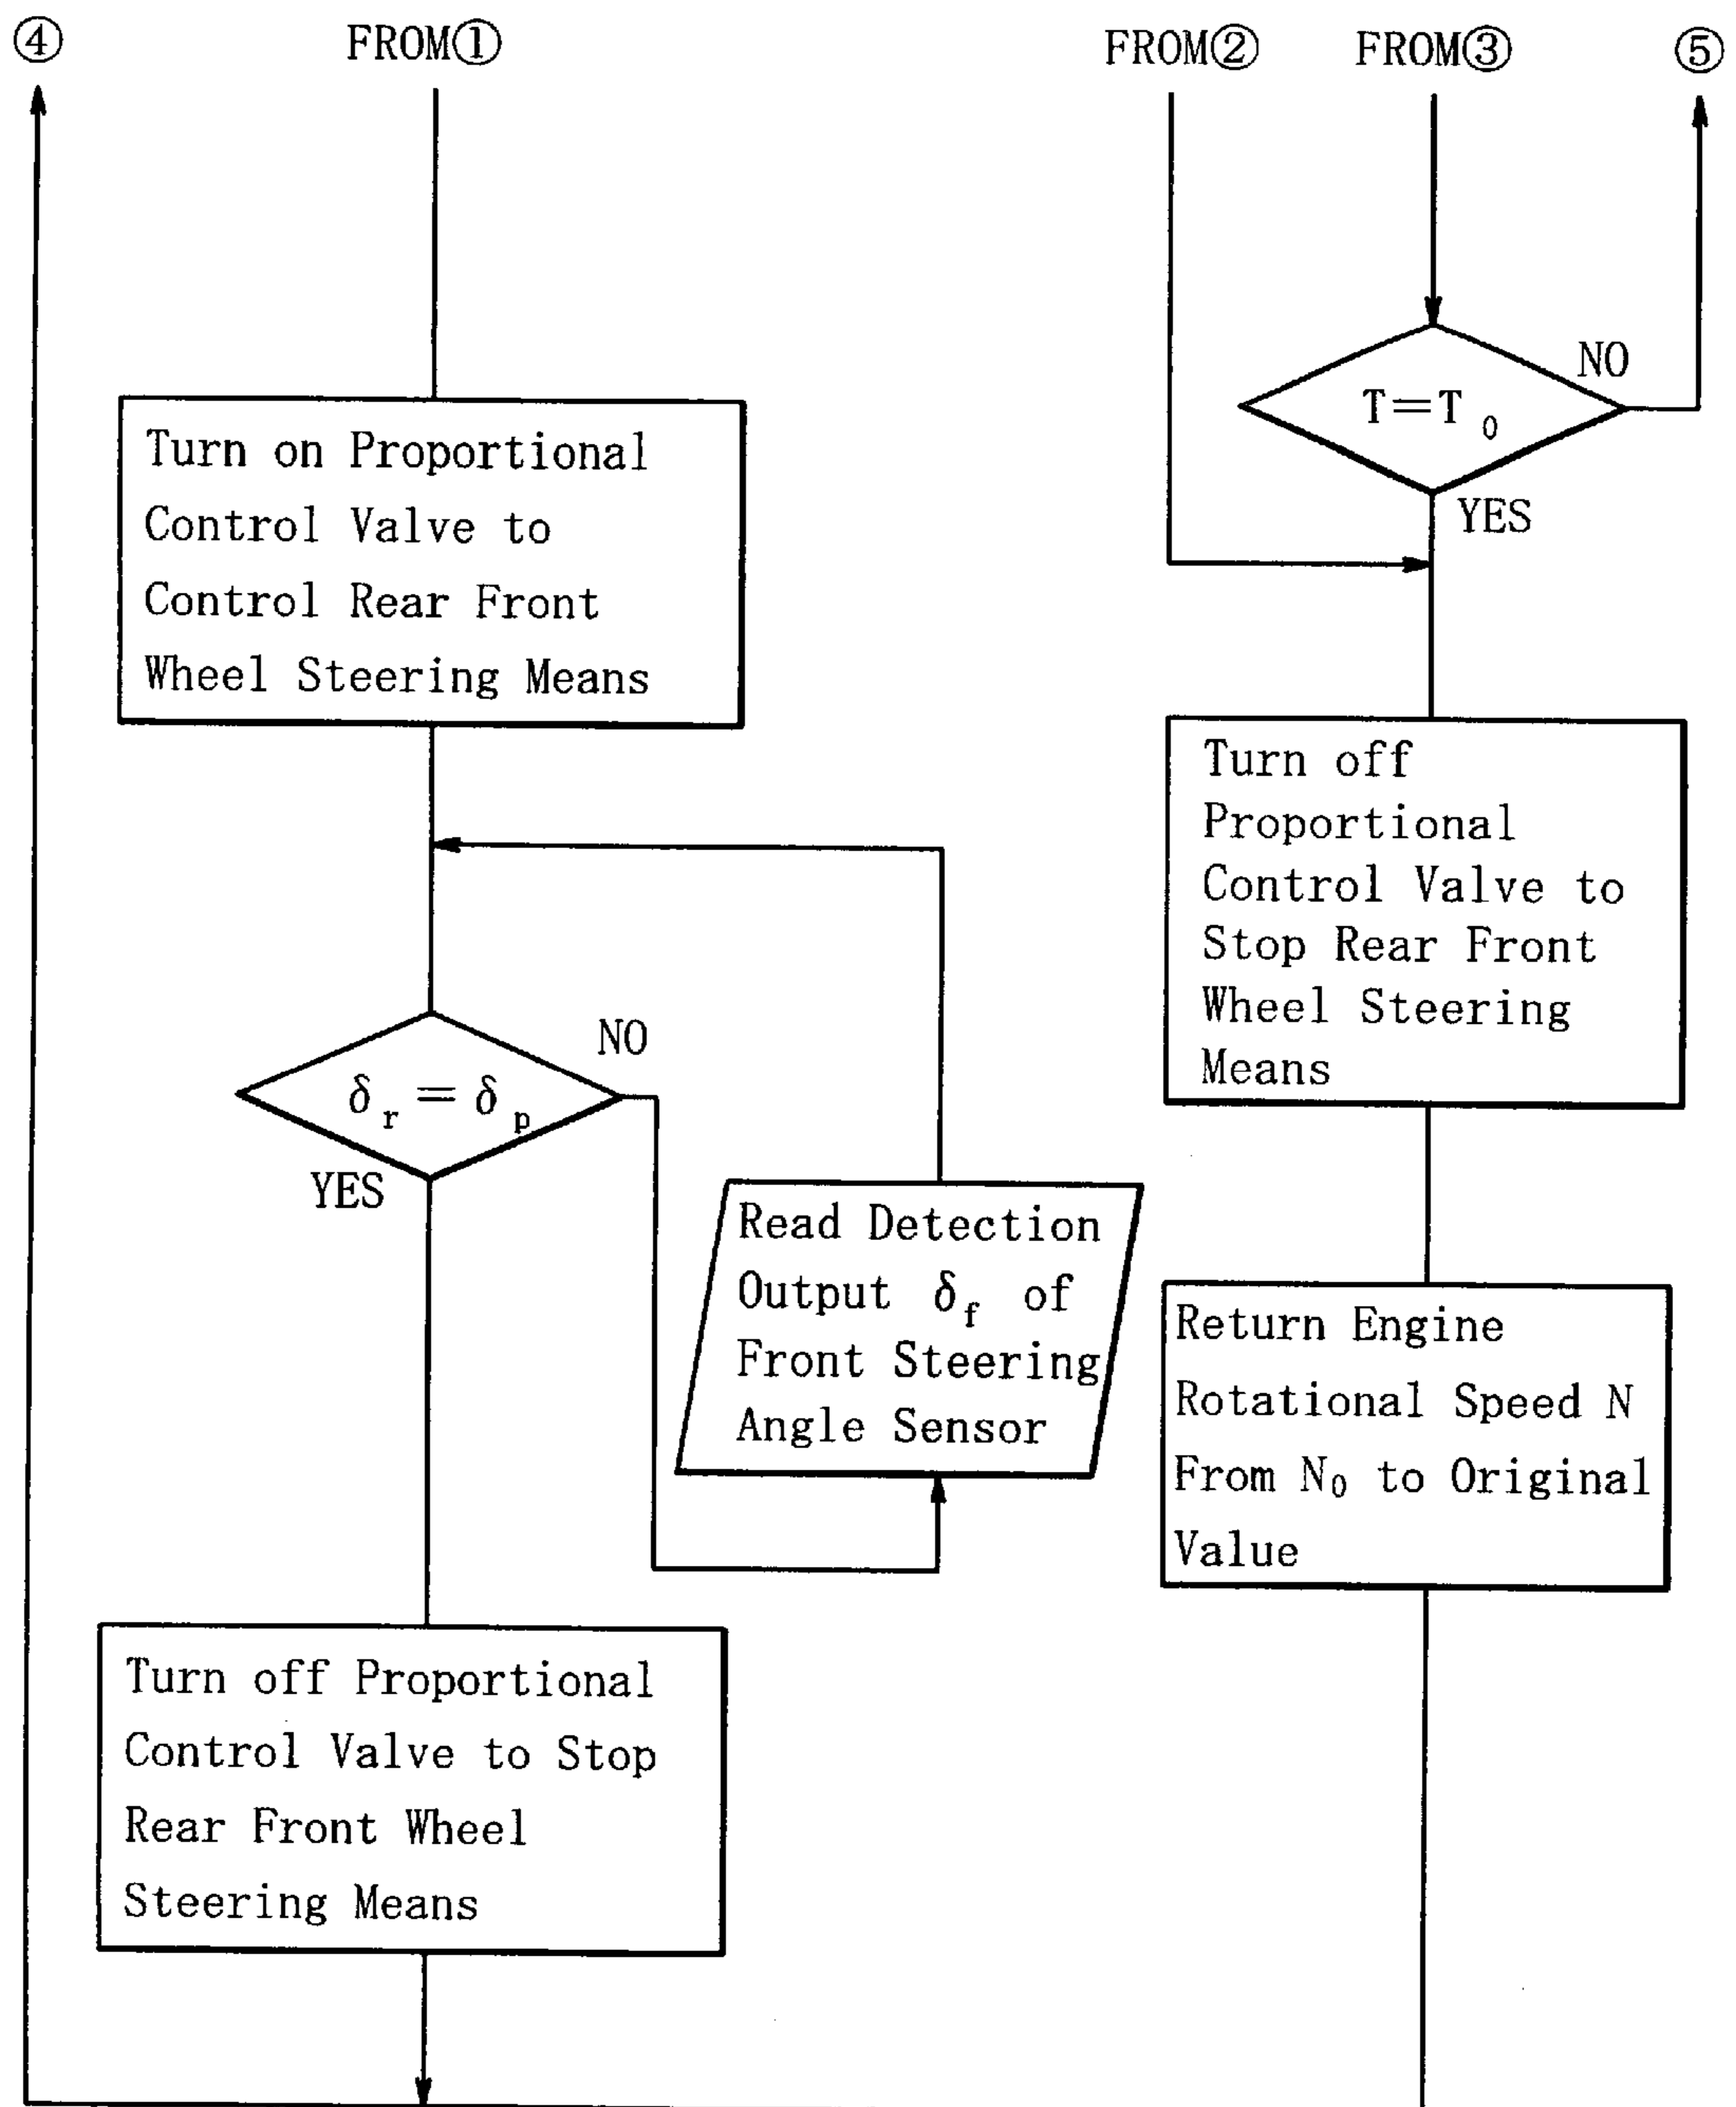 ④
FROM①
FROM②
FROM③
⑤
Turn on Proportional
Control Valve to
Control Rear Front
Wheel Steering Means
δr＝δp
NO
YES
Read Detection
Output δf of
Front Steering
Angle Sensor
Turn off Proportional
Control Valve to Stop
Rear Front Wheel
Steering Means
T＝T0
NO
YES
Turn off
Proportional
Control Valve to
Stop Rear Front
Wheel Steering
Means
Return Engine
Rotational Speed N
From N0 to Original
Value